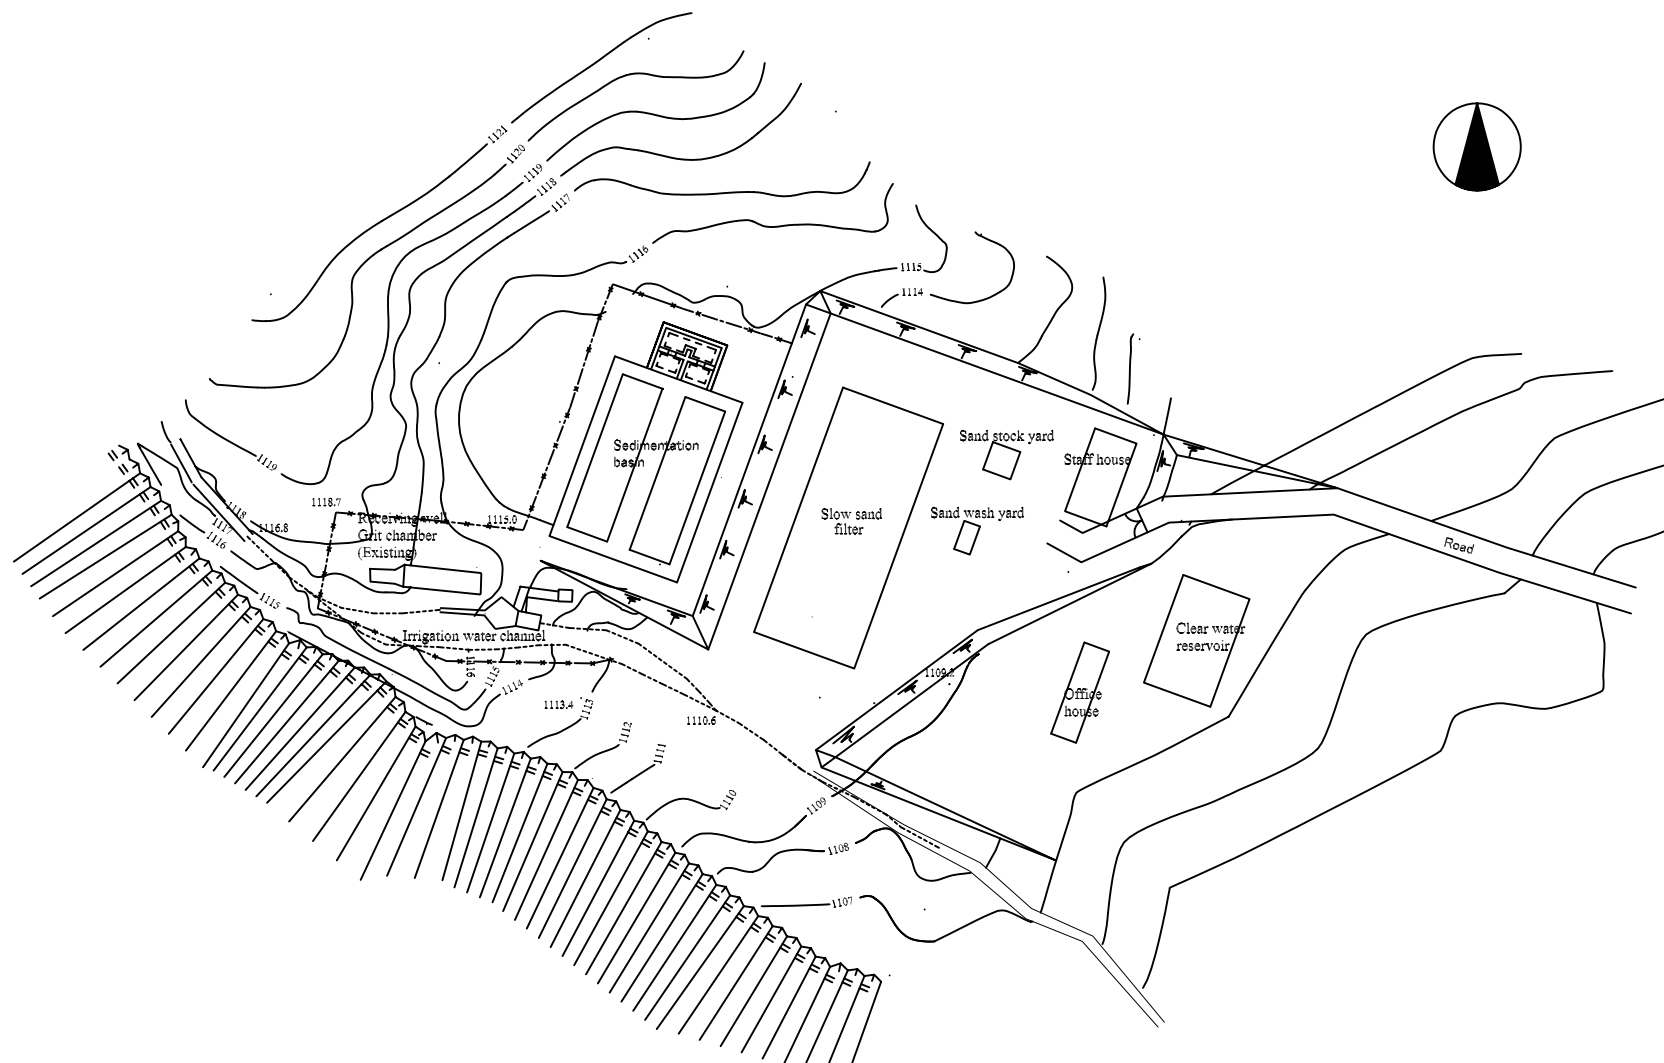 1121
1120
1119
1118
1117
1116
1115
1114
Sedimentation
basin
Sand stock yard
Staff house
1119
1118.7
Receiving well
Grit chamber
(Existing)
1115.0
Slow sand
filter
Sand wash yard
1118
1117
1116
1116.8
Road
1115
Irrigation water channel
Clear water
reservoir
1116
1115
1114
1109.2
Office
house
1113.4
1113
1110.6
1112
1111
1110
1109
1108
1107